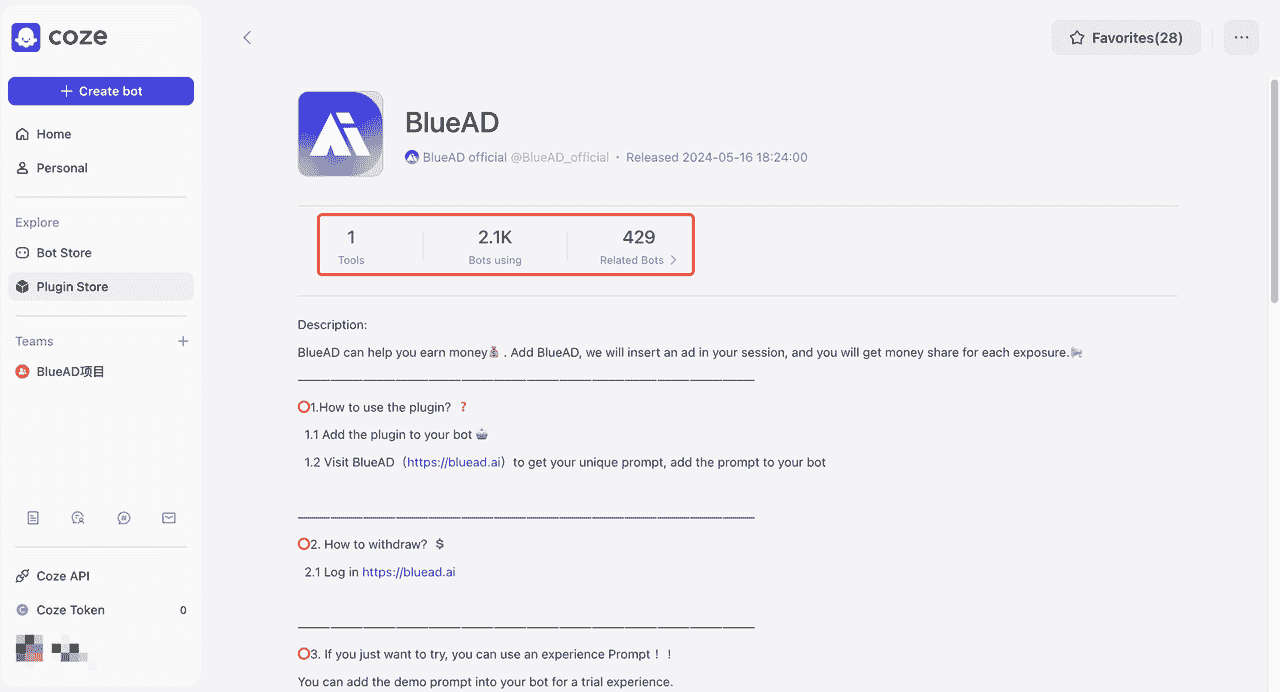 coze
+ Create bot
Home
Personal
Explore
Bot Store
Plugin Store
Teams +
BlueAD项目
Coze API
Coze Token 0
Favorites(28)
BlueAD
BlueAD official @BlueAD_official · Released 2024-05-16 18:24:00
1 2.1K 429
Tools Bots using Related Bots >
Description:
BlueAD can help you earn money💰 . Add BlueAD, we will insert an ad in your session, and you will get money share for each exposure.
⭕1.How to use the plugin? ❓
1.1 Add the plugin to your bot 🤖
1.2 Visit BlueAD（https://bluead.ai）to get your unique prompt, add the prompt to your bot
⭕2. How to withdraw? 💲
2.1 Log in https://bluead.ai
⭕3. If you just want to try, you can use an experience Prompt！！
You can add the demo prompt into your bot for a trial experience.